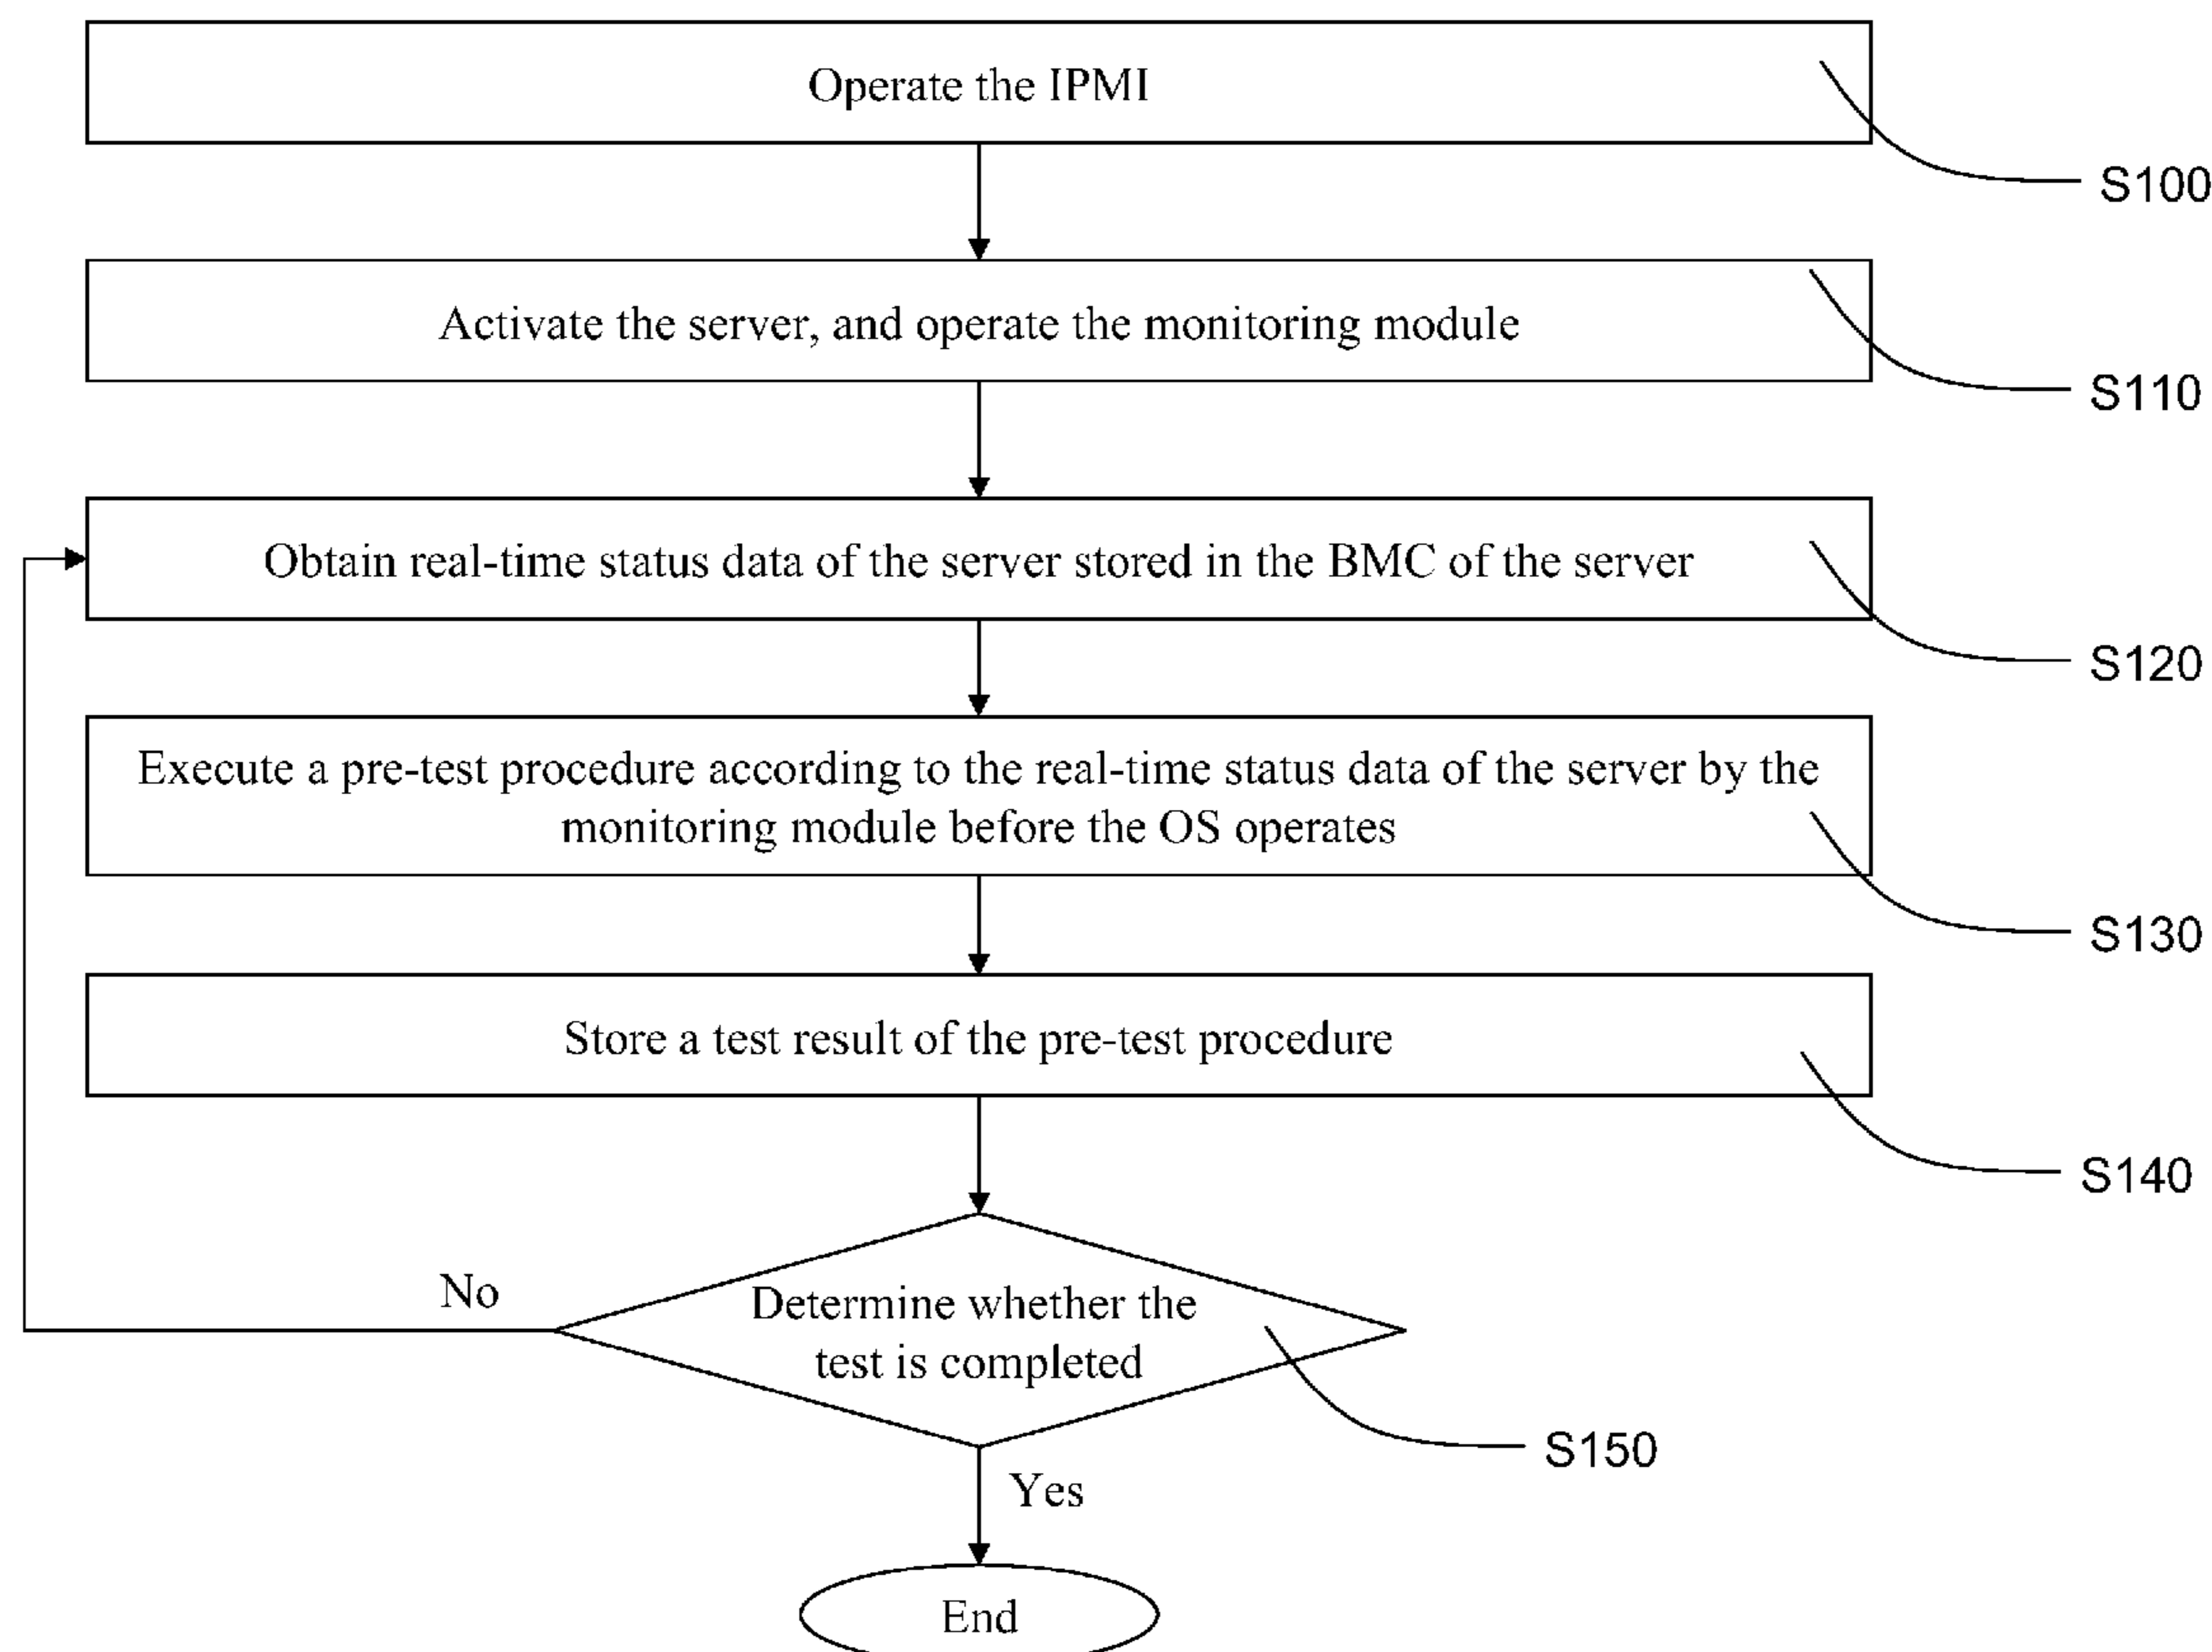 Operate the IPMI
S100
Activate the server, and operate the monitoring module
S110
Obtain real-time status data of the server stored in the BMC of the server
S120
Execute a pre-test procedure according to the real-time status data of the server by the
monitoring module before the OS operates
S130
Store a test result of the pre-test procedure
S140
No
Determine whether the
test is completed
S150
Yes
End